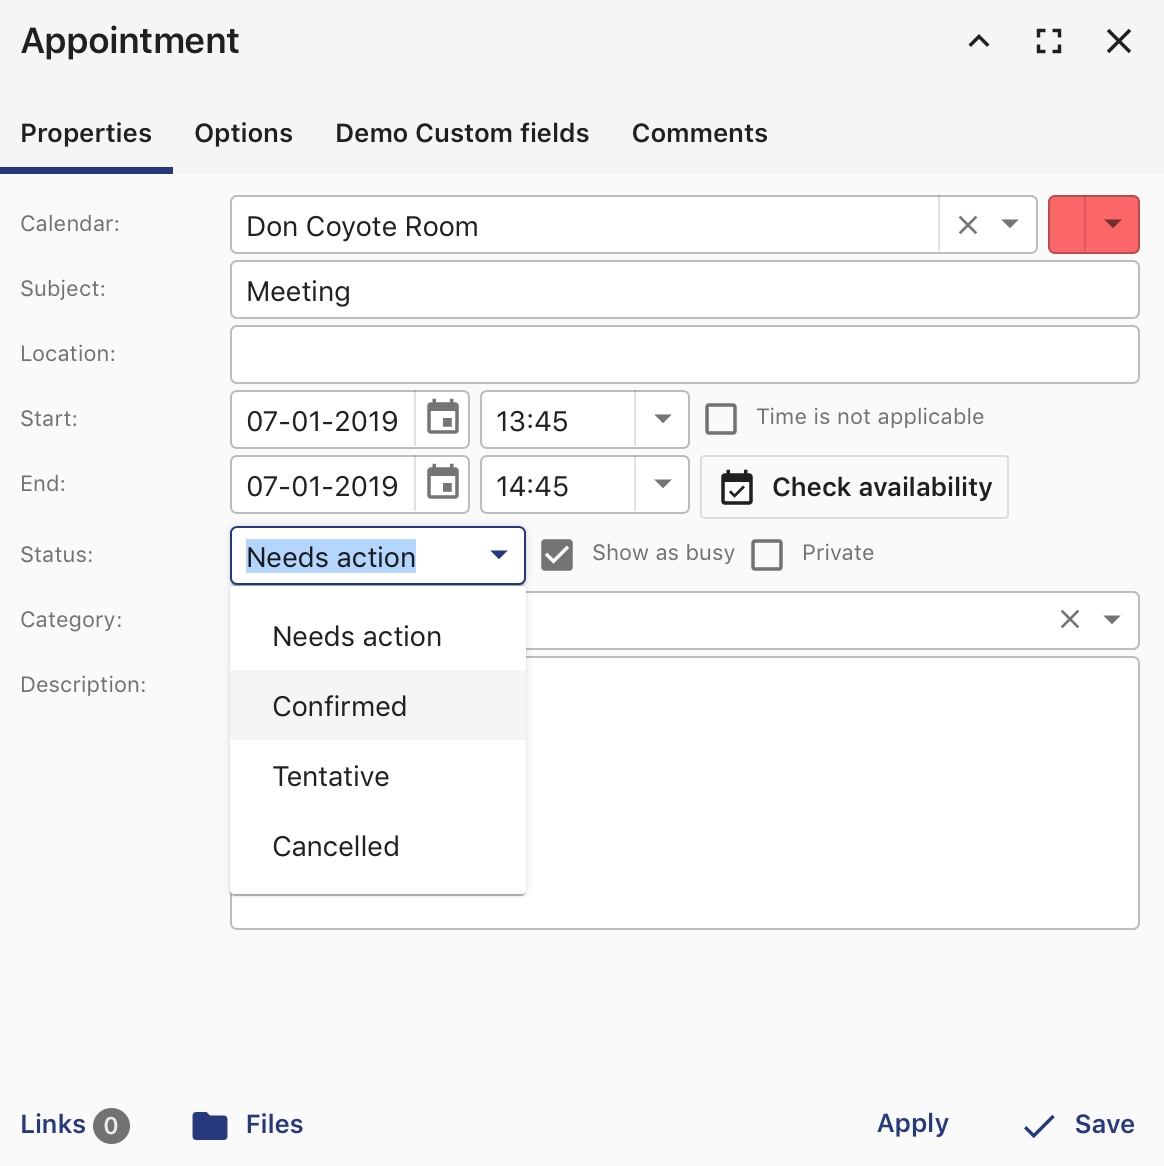 Appointment
Properties Options Demo Custom fields Comments
Calendar: Don Coyote Room
Subject: Meeting
Location:
Start: 07-01-2019 13:45 Time is not applicable
End: 07-01-2019 14:45 Check availability
Status: Needs action Show as busy Private
Category:
Needs action
Description:
Confirmed
Tentative
Cancelled
Links 0 Files Apply Save